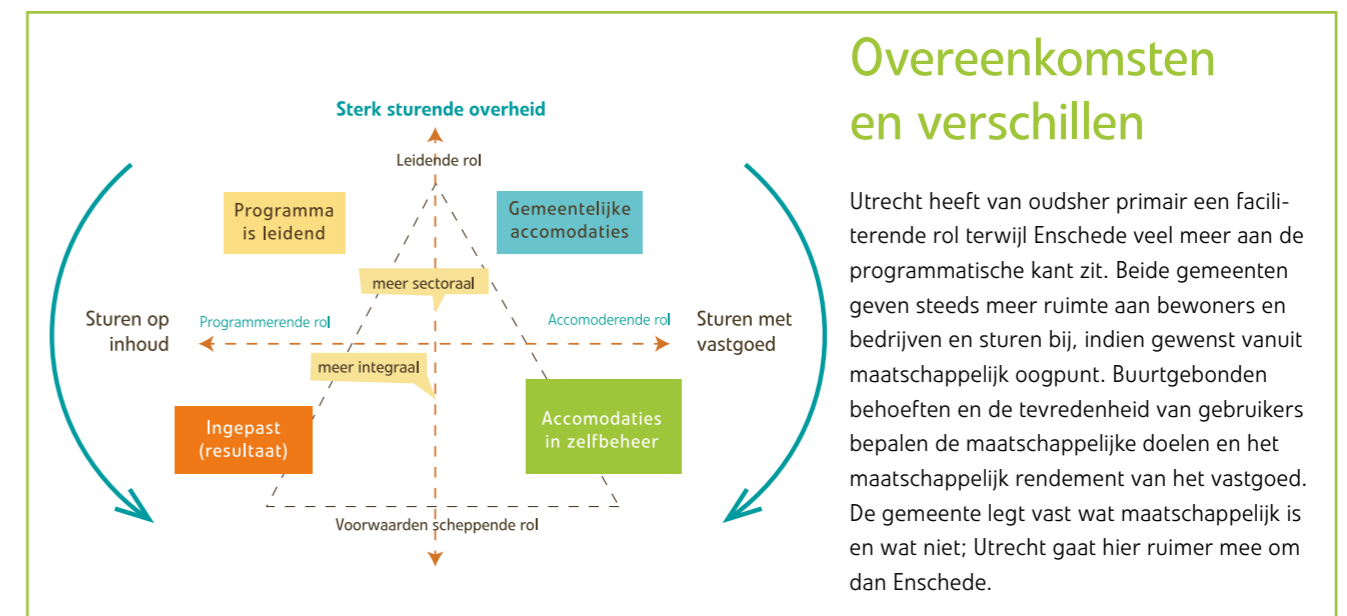 Sterk sturende overheid
Leidende rol
Programma
is leidend
Gemeentelijke
accomodaties
meer sectoraal
Sturen op
inhoud
Programmerende rol
Accomoderende rol
Sturen met
vastgoed
meer integraal
Ingepast
(resultaat)
Accomodaties
in zelfbeheer
Voorwaarden scheppende rol
Overeenkomsten
en verschillen
Utrecht heeft van oudsher primair een facili-
terende rol terwijl Enschede veel meer aan de
programmatische kant zit. Beide gemeenten
geven steeds meer ruimte aan bewoners en
bedrijven en sturen bij, indien gewenst vanuit
maatschappelijk oogpunt. Buurtgebonden
behoeften en de tevredenheid van gebruikers
bepalen de maatschappelijke doelen en het
maatschappelijk rendement van het vastgoed.
De gemeente legt vast wat maatschappelijk is
en wat niet; Utrecht gaat hier ruimer mee om
dan Enschede.